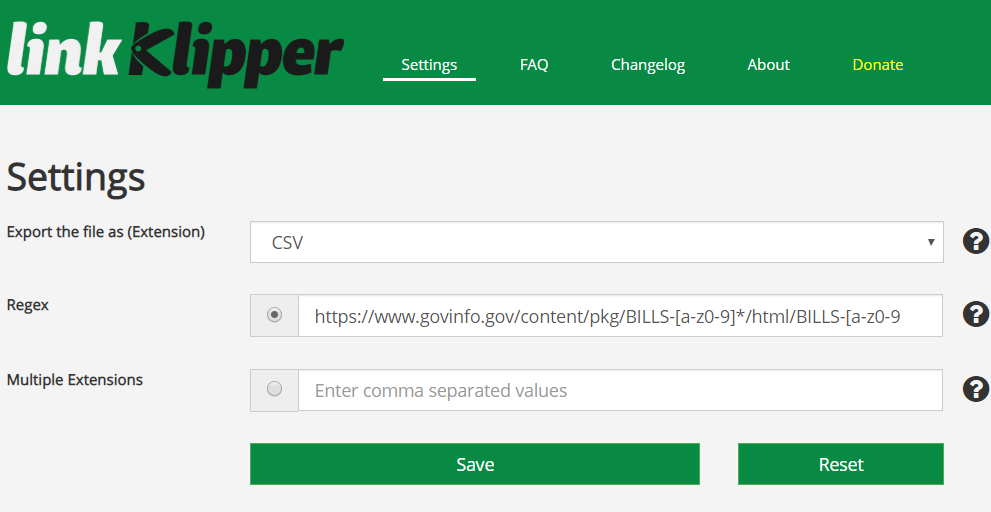 link Klipper
Settings FAQ Changelog About Donate
Settings
Export the file as (Extension) CSV ?
Regex https://www.govinfo.gov/content/pkg/BILLS-[a-z0-9]*/html/BILLS-[a-z0-9 ?
Multiple Extensions Enter comma separated values ?
Save Reset